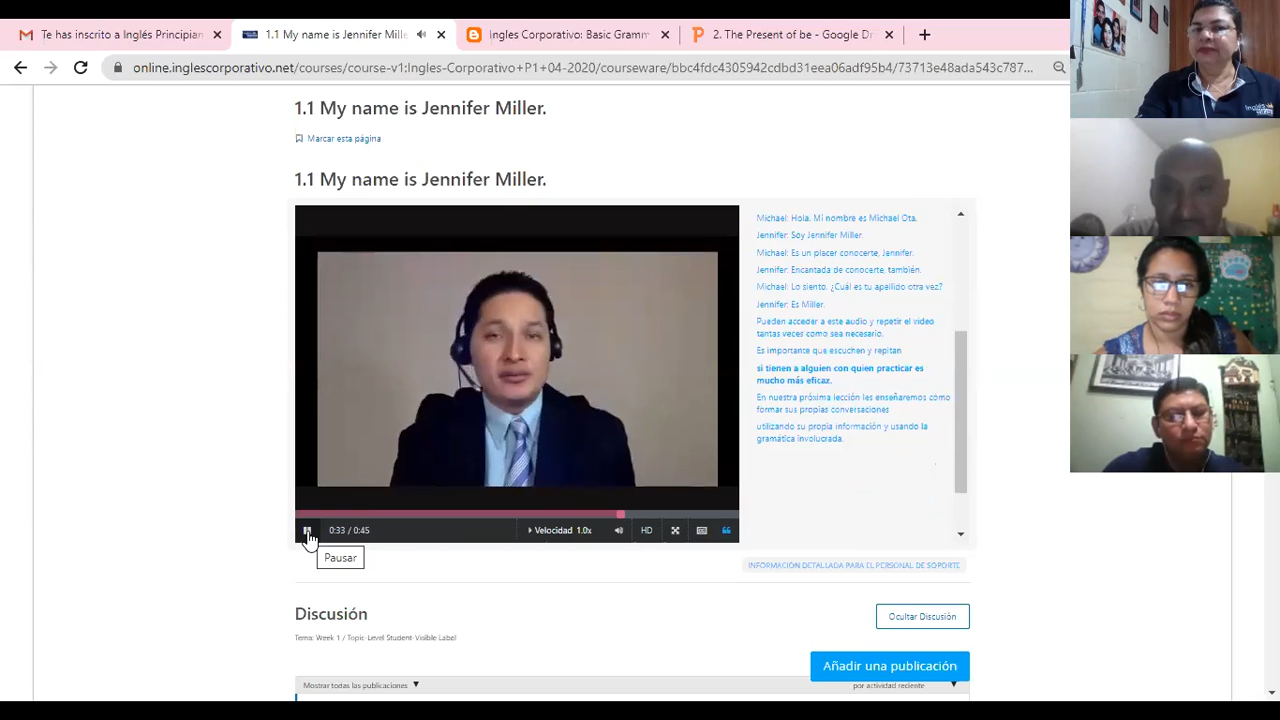 Te has inscrito a Inglés Principian
1.1 My name is Jennifer Mille
Ingles Corporativo: Basic Gramm
2. The Present of be - Google Dr
online.inglescorporativo.net/courses/course-v1:Ingles-Corporativo+P1+04-2020/courseware/bbc4fdc4305942cdbd31eea06adf95b4/73713e48ada543c787...
1.1 My name is Jennifer Miller.
Marcar esta página
1.1 My name is Jennifer Miller.
Michael: Hola. Mi nombre es Michael Ota.
Jennifer: Soy Jennifer Miller.
Michael: Es un placer conocerte, Jennifer.
Jennifer: Encantada de conocerte, también.
Michael: Lo siento. ¿Cuál es tu apellido otra vez?
Jennifer: Es Miller.
Pueden acceder a este audio y repetir el video
tantas veces como sea necesario.
Es importante que escuchen y repitan
si tienen a alguien con quien practicar es
mucho más eficaz.
En nuestra próxima lección les enseñaremos cómo
formar sus propias conversaciones
utilizando su propia información y usando la
gramática involucrada.
0:33 / 0:45
Velocidad 1.0x
HD
Pausar
INFORMACIÓN DETALLADA PARA EL PERSONAL DE SOPORTE
Discusión
Ocultar Discusión
Tema: Week 1 / Topic-Level Student-Visible Label
Añadir una publicación
Mostrar todas las publicaciones
por actividad reciente